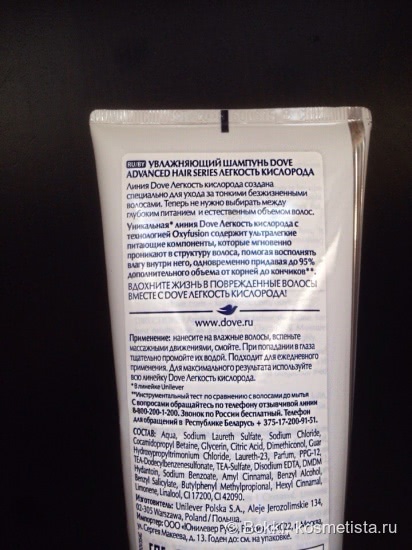 RU/BY УВЛАЖНЯЮЩИЙ ШАМПУНЬ DOVE
ADVANCED HAIR SERIES ЛЕГКОСТЬ КИСЛОРОДА
Линия Dove Легкость кислорода создана
специально для ухода за тонкими безжизненными
волосами. Теперь не нужно выбирать между
глубоким питанием и естественным объемом волос.
Уникальная* линия Dove Легкость кислорода с
технологией Oxyfusion содержит ультралегкие
питающие компоненты, которые мгновенно
проникают в структуру волоса, помогая восполнять
влагу внутри него, одновременно придавая до 95%
дополнительного объема от корней до кончиков**.
ВДОХНИТЕ ЖИЗНЬ В ПОВРЕЖДЕННЫЕ ВОЛОСЫ
ВМЕСТЕ С DOVE ЛЕГКОСТЬ КИСЛОРОДА!
www.dove.ru
Применение: нанесите на влажные волосы, вспеньте
массажными движениями, смойте. При попадании в глаза
тщательно промойте их водой. Подходит для ежедневного
применения. Для максимального результата используйте
всю линейку Dove Легкость кислорода.
* В линейке Unilever
**Инструментальный тест по сравнению с волосами до мытья
С вопросами обращайтесь по телефону отзывчивой линии
8-800-200-1-200. Звонок по России бесплатный. Телефон
для обращений в Республике Беларусь + 375-17-200-91-51.
СОСТАВ: Aqua, Sodium Laureth Sulfate, Sodium Chloride,
Cocamidopropyl Betaine, Glycerin, Citric Acid, Dimethiconol, Guar
Hydroxypropyltrimonium Chloride, Laureth-23, Parfum, PPG-12,
TEA-Dodecylbenzenesulfonate, TEA-Sulfate, Disodium EDTA, DMDM
Hydantoin, Sodium Benzoate, Amyl Cinnamal, Benzyl Alcohol, Benzyl
Salicylate, Butylphenyl Methylpropional, Hexyl Cinnamal,
Limonene, Linalool, CI 17200, CI 42090.
Изготовитель: Unilever Polska S.A., Aleje Jerozolimskie 134,
02-305 Warszawa, Poland / Польша.
Импортер: ООО «Юнилевер Русь»,
ул. Сергея Макеева, д. 13. Годен до: см. на упаковке.
© Bokki, kosmetista.ru